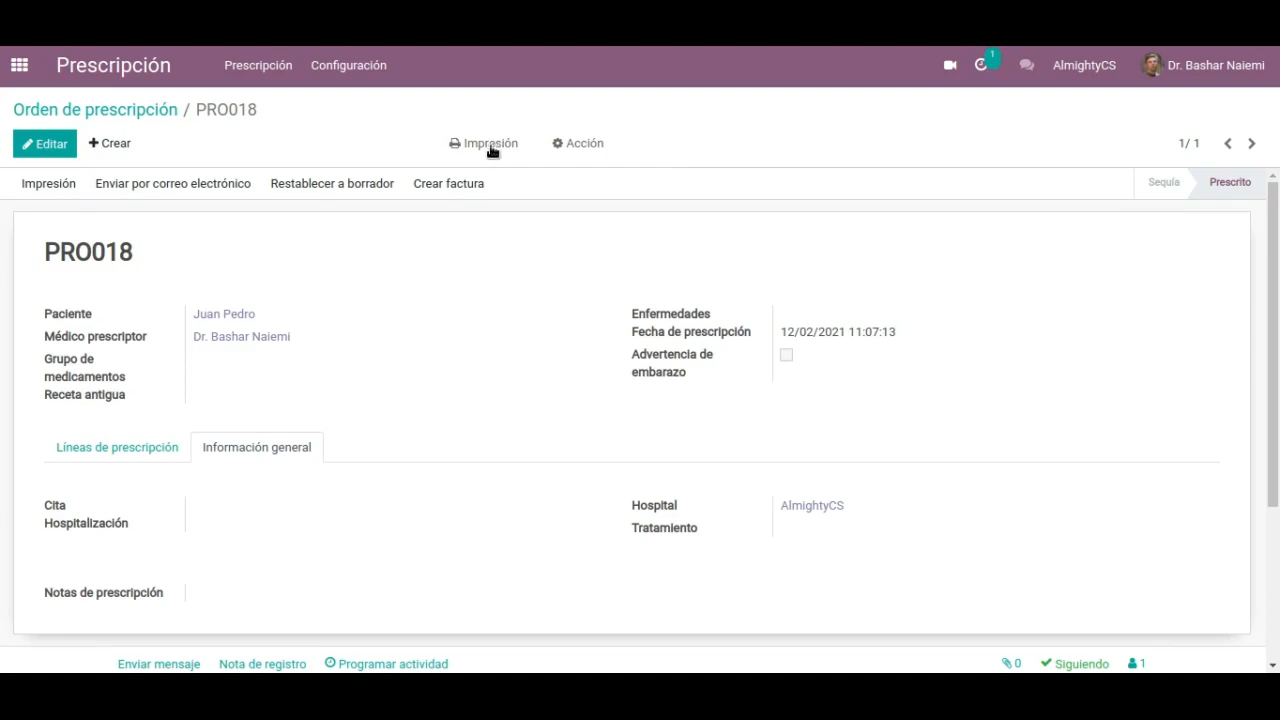 Prescripción Prescripción Configuración 1 AlmightyCS Dr. Bashar Naiemi
Orden de prescripción / PRO018
Editar Crear Impresión Acción 1 / 1
Impresión Enviar por correo electrónico Restablecer a borrador Crear factura Sequía Prescrito
PRO018
Paciente Juan Pedro
Médico prescriptor Dr. Bashar Naiemi
Grupo de
medicamentos
Receta antigua
Enfermedades
Fecha de prescripción 12/02/2021 11:07:13
Advertencia de
embarazo
Líneas de prescripción Información general
Cita
Hospitalización
Hospital AlmightyCS
Tratamiento
Notas de prescripción
Enviar mensaje Nota de registro Programar actividad 0 Siguiendo 1